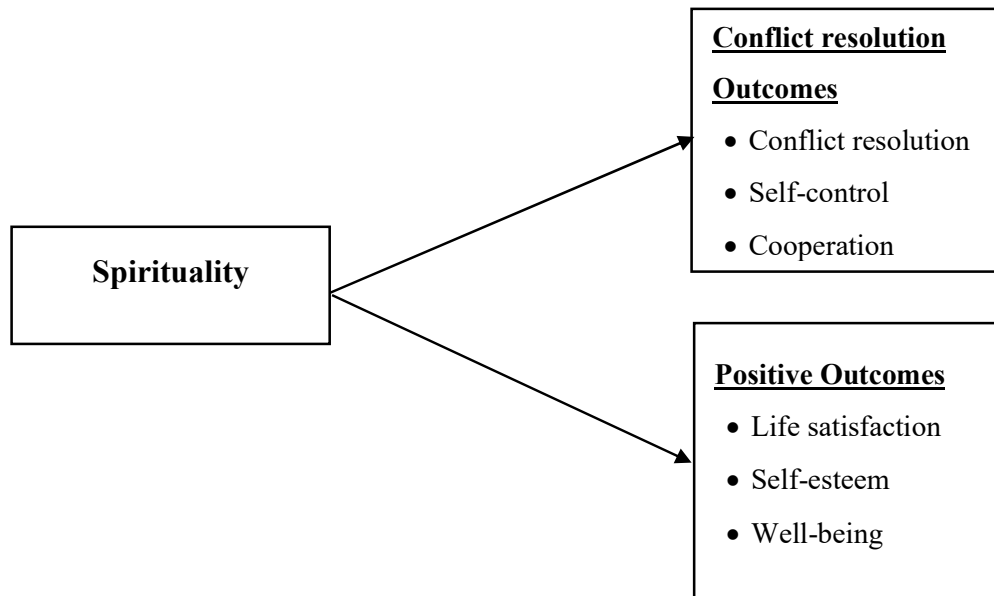 Conflict resolution
Outcomes
• Conflict resolution
• Self-control
• Cooperation
Spirituality
Positive Outcomes
• Life satisfaction
• Self-esteem
• Well-being